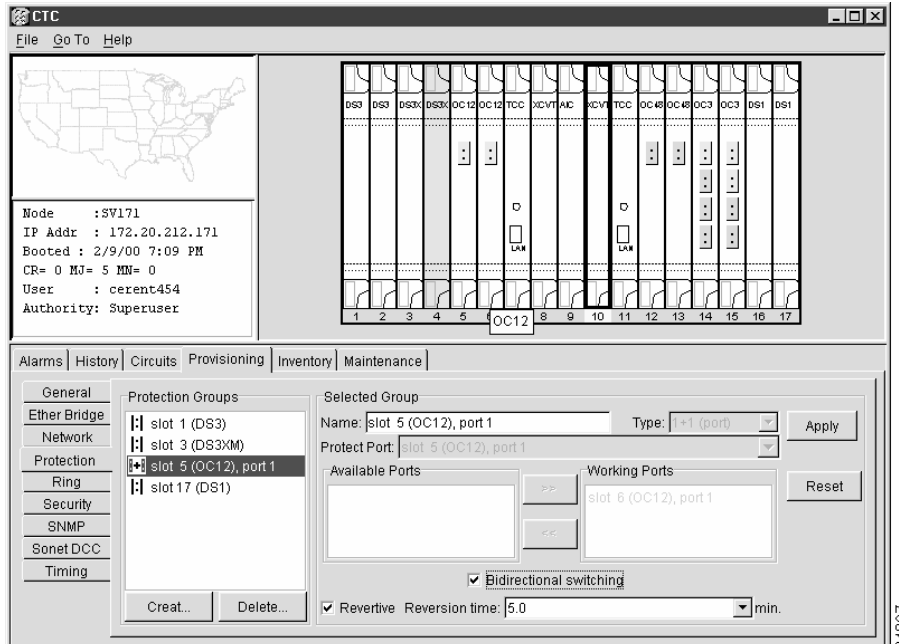 CTC
File Go To Help
DS3 DS3 DS3X DS3X OC12 OC12 TCC XCVT AIC XCVT TCC OC48 OC48 OC3 OC3 DS1 DS1
LAN LAN
1 2 3 4 5 6 8 9 10 11 12 13 14 15 16 17
OC12
Node :SV171
IP Addr : 172.20.212.171
Booted : 2/9/00 7:09 PM
CR= 0 MJ= 5 MN= 0
User : cerent454
Authority: Superuser
Alarms History Circuits Provisioning Inventory Maintenance
General
Ether Bridge
Network
Protection
Ring
Security
SNMP
Sonet DCC
Timing
Protection Groups
slot 1 (DS3)
slot 3 (DS3XM)
slot 5 (OC12), port 1
slot 17 (DS1)
Creat... Delete...
Selected Group
Name: slot 5 (OC12), port 1 Type: 1+1 (port)
Protect Port: slot 5 (OC12), port 1
Available Ports
>>
<<
Working Ports
slot 6 (OC12), port 1
Bidirectional switching
Revertive Reversion time: 5.0 min.
Apply
Reset